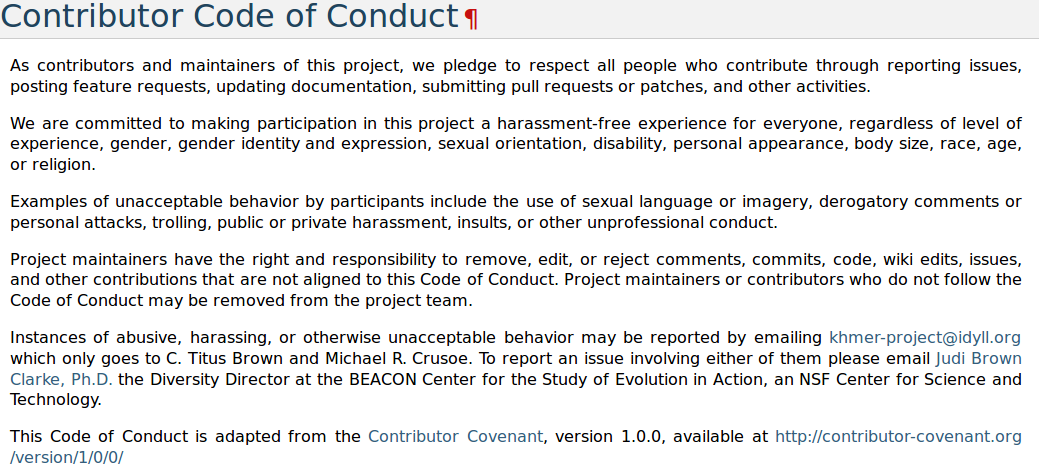 Contributor Code of Conduct¶
As contributors and maintainers of this project, we pledge to respect all people who contribute through reporting issues,
posting feature requests, updating documentation, submitting pull requests or patches, and other activities.
We are committed to making participation in this project a harassment-free experience for everyone, regardless of level of
experience, gender, gender identity and expression, sexual orientation, disability, personal appearance, body size, race, age,
or religion.
Examples of unacceptable behavior by participants include the use of sexual language or imagery, derogatory comments or
personal attacks, trolling, public or private harassment, insults, or other unprofessional conduct.
Project maintainers have the right and responsibility to remove, edit, or reject comments, commits, code, wiki edits, issues,
and other contributions that are not aligned to this Code of Conduct. Project maintainers or contributors who do not follow the
Code of Conduct may be removed from the project team.
Instances of abusive, harassing, or otherwise unacceptable behavior may be reported by emailing khmer-project@idyll.org
which only goes to C. Titus Brown and Michael R. Crusoe. To report an issue involving either of them please email Judi Brown
Clarke, Ph.D. the Diversity Director at the BEACON Center for the Study of Evolution in Action, an NSF Center for Science and
Technology.
This Code of Conduct is adapted from the Contributor Covenant, version 1.0.0, available at http://contributor-covenant.org
/version/1/0/0/